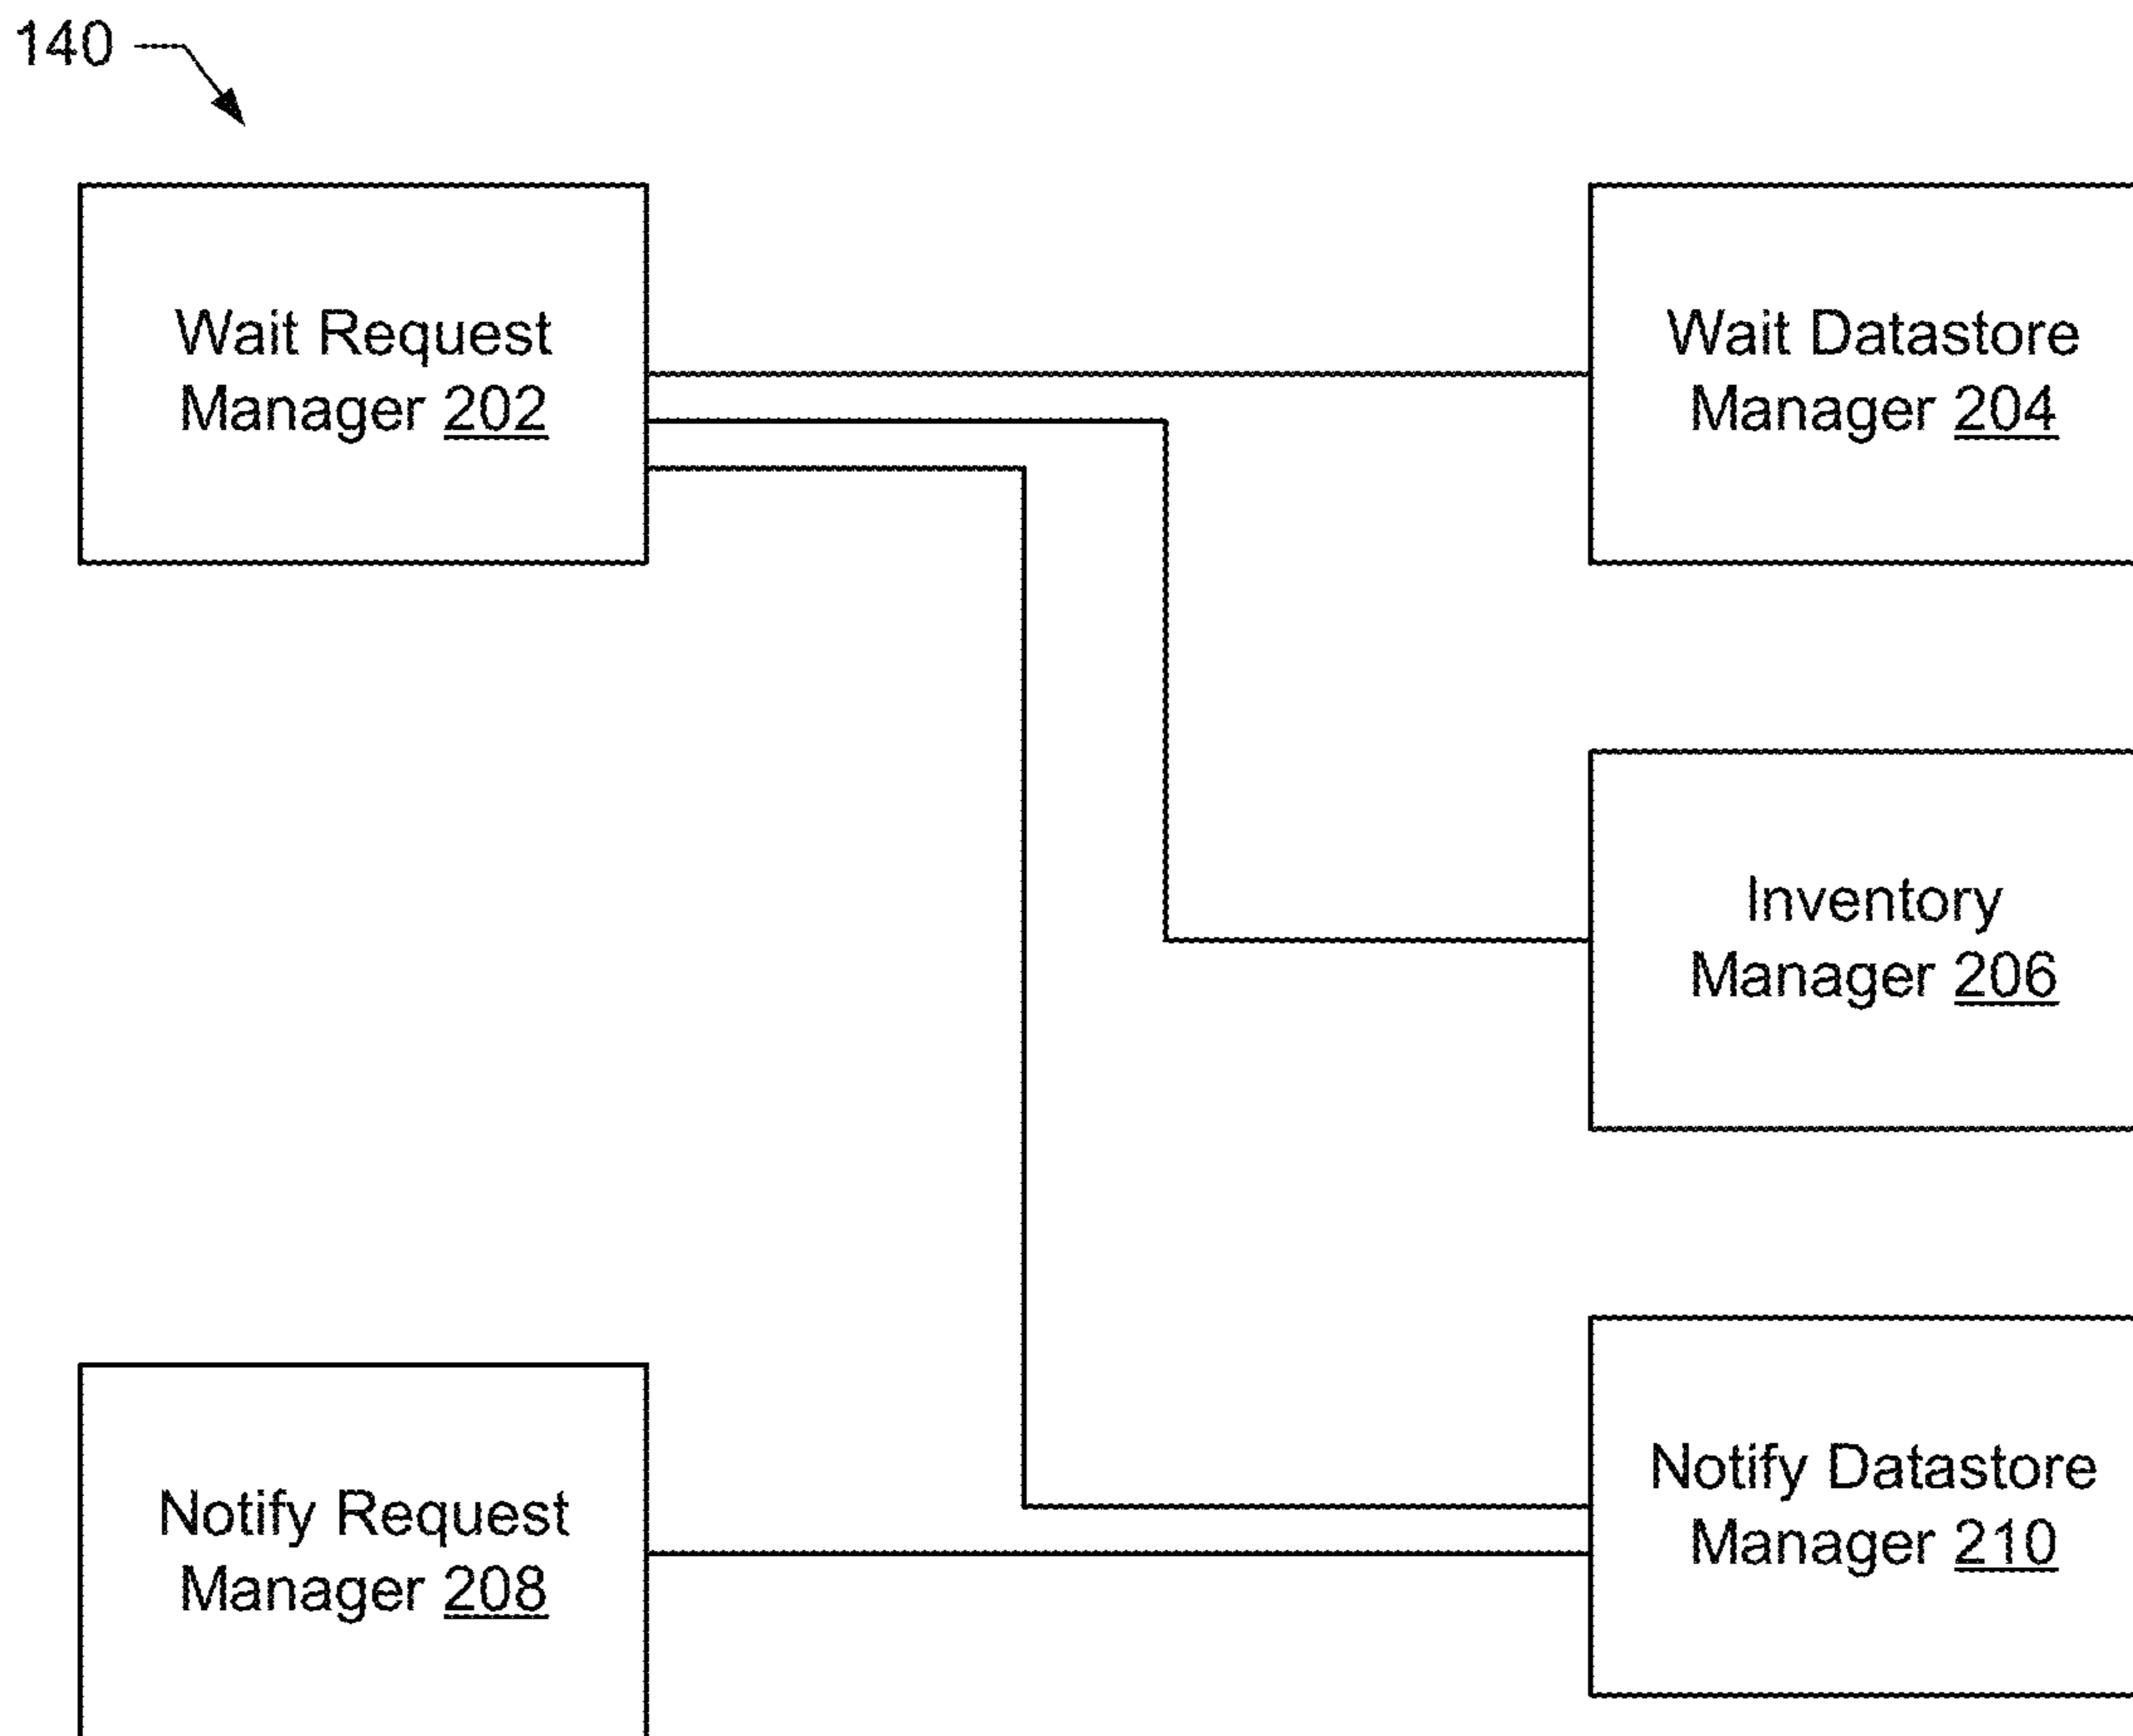 140
Wait Request
Manager 202
Wait Datastore
Manager 204
Inventory
Manager 206
Notify Request
Manager 208
Notify Datastore
Manager 210